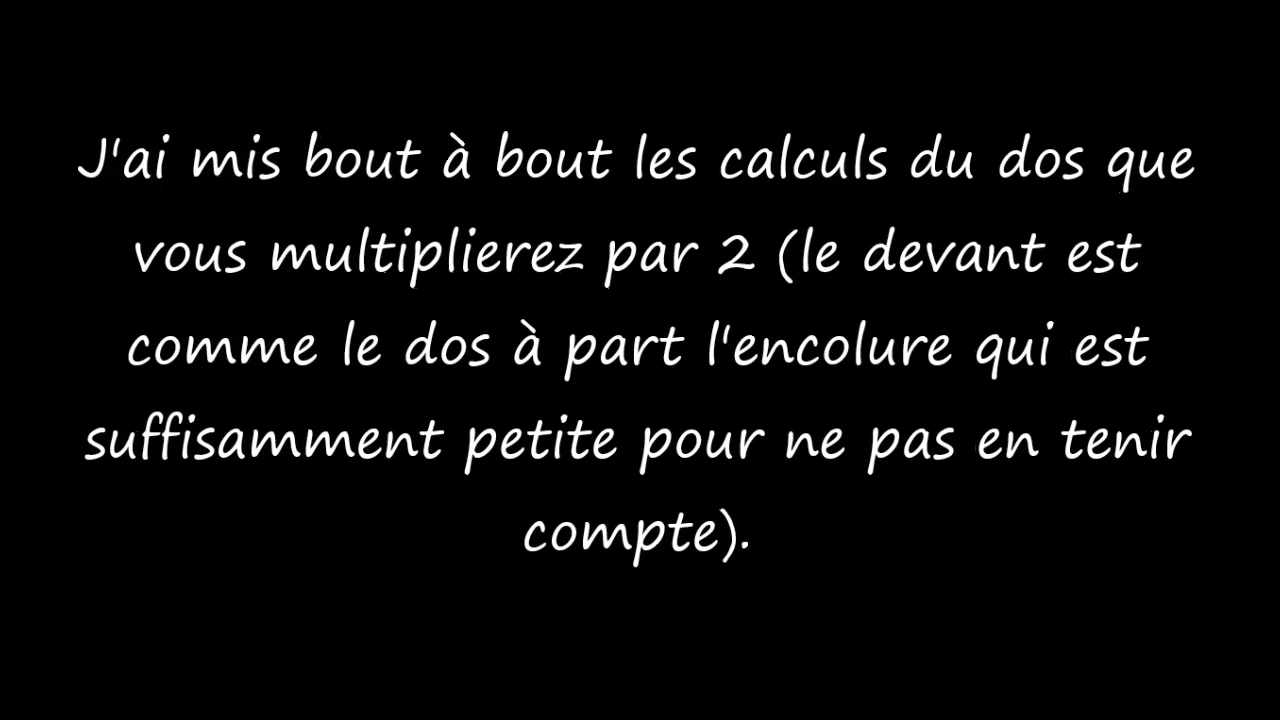 J'ai mis bout à bout les calculs du dos que
vous multiplierez par 2 (le devant est
comme le dos à part l'encolure qui est
suffisamment petite pour ne pas en tenir
compte).